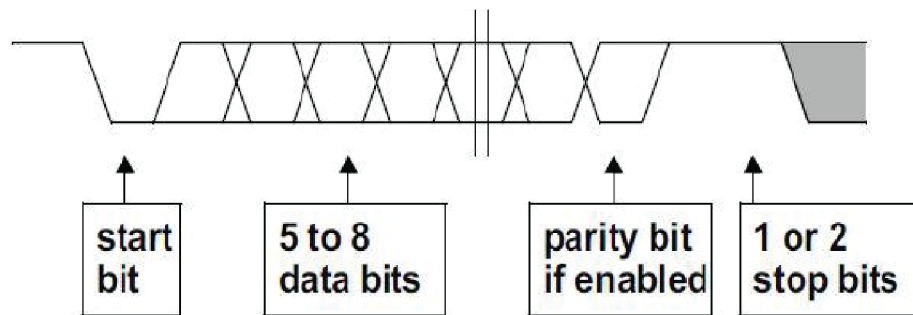 start
bit
5 to 8
data bits
parity bit
if enabled
1 or 2
stop bits